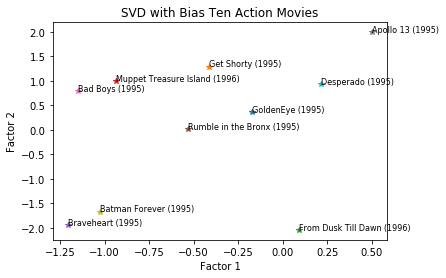 SVD with Bias Ten Action Movies
Apollo 13 (1995)
Get Shorty (1995)
Muppet Treasure Island (1996)
Desperado (1995)
Bad Boys (1995)
GoldenEye (1995)
Rumble in the Bronx (1995)
Batman Forever (1995)
Braveheart (1995)
From Dusk Till Dawn (1996)
Factor 2
2.0
1.5
1.0
0.5
0.0
−0.5
−1.0
−1.5
−2.0
−1.25 −1.00 −0.75 −0.50 −0.25 0.00 0.25 0.50
Factor 1